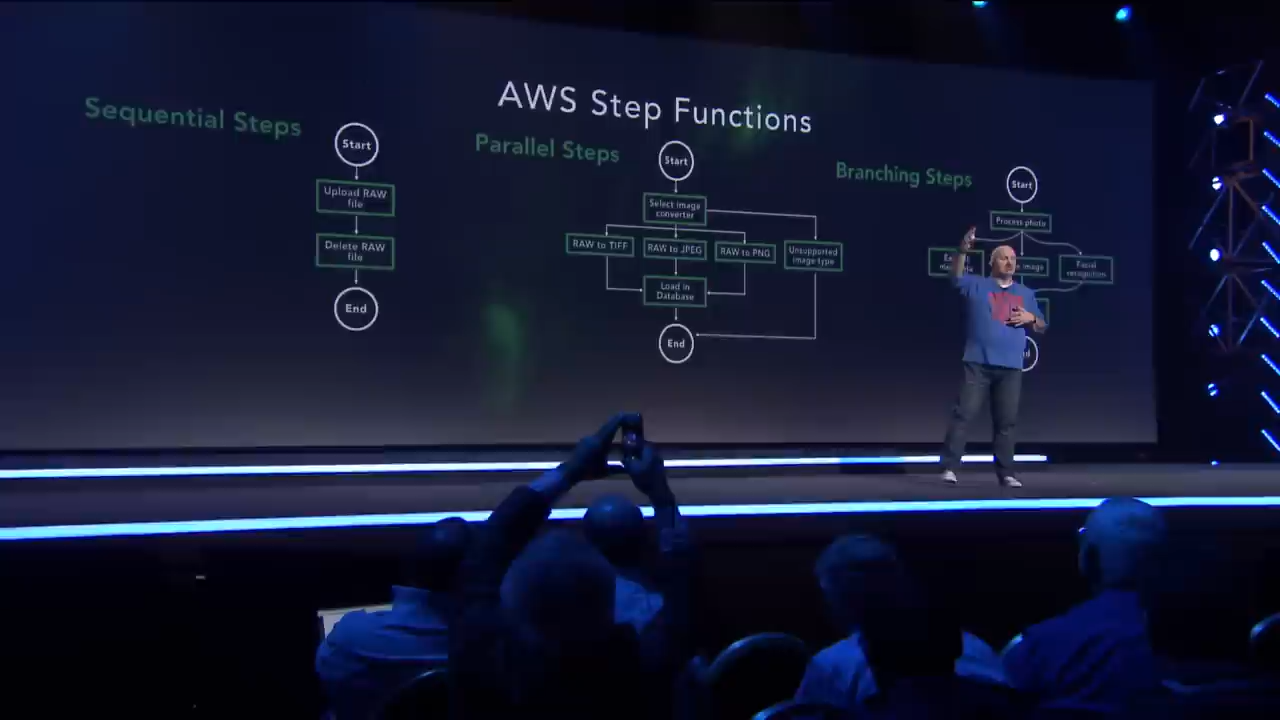 AWS Step Functions
Sequential Steps
Start
Upload RAW
file
Delete RAW
file
End
Parallel Steps
Start
Select image
converter
RAW to TIFF
RAW to JPEG
RAW to PNG
Unsupported
image type
Load in
Database
End
Branching Steps
Start
Process photo
image
Facial
recognition